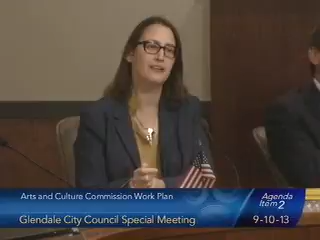 Arts and Culture Commission Work Plan
Agenda
Item 2
Glendale City Council Special Meeting
9-10-13